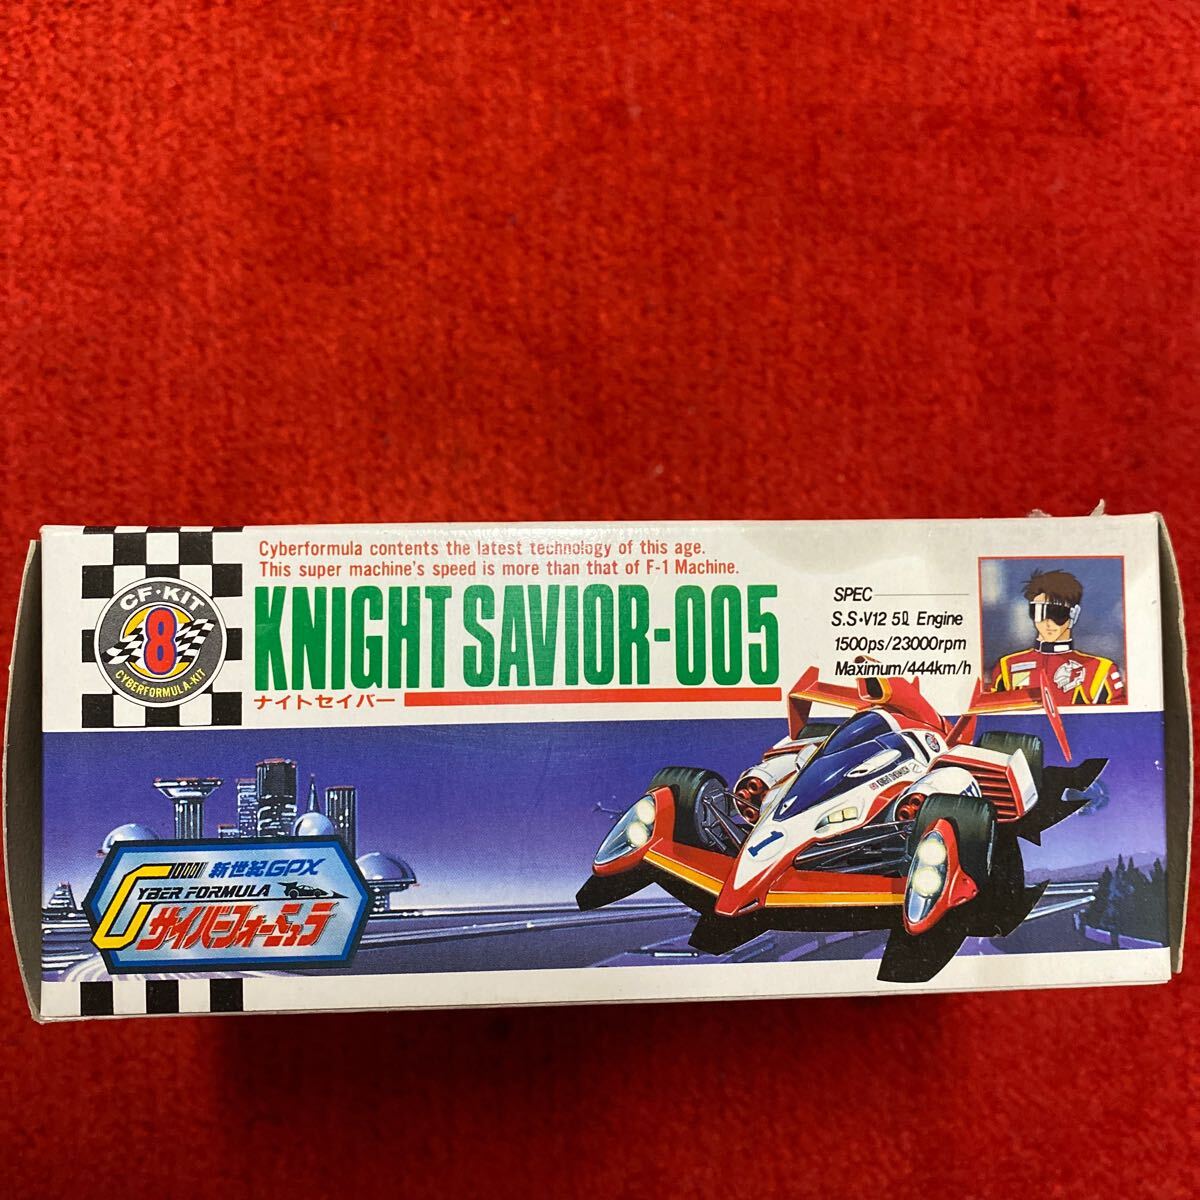 Cyberformula contents the latest technology of this age.
This super machine's speed is more than that of F-1 Machine.
CF·KIT
8
CYBERFORMULA-KIT
KNIGHT SAVIOR-005
ナイトセイバー
SPEC
S.S·V12 5ℓ Engine
1500ps/23000rpm
Maximum/444km/h
1
新世紀GPX
CYBER FORMULA
サイバーフォーミュラ